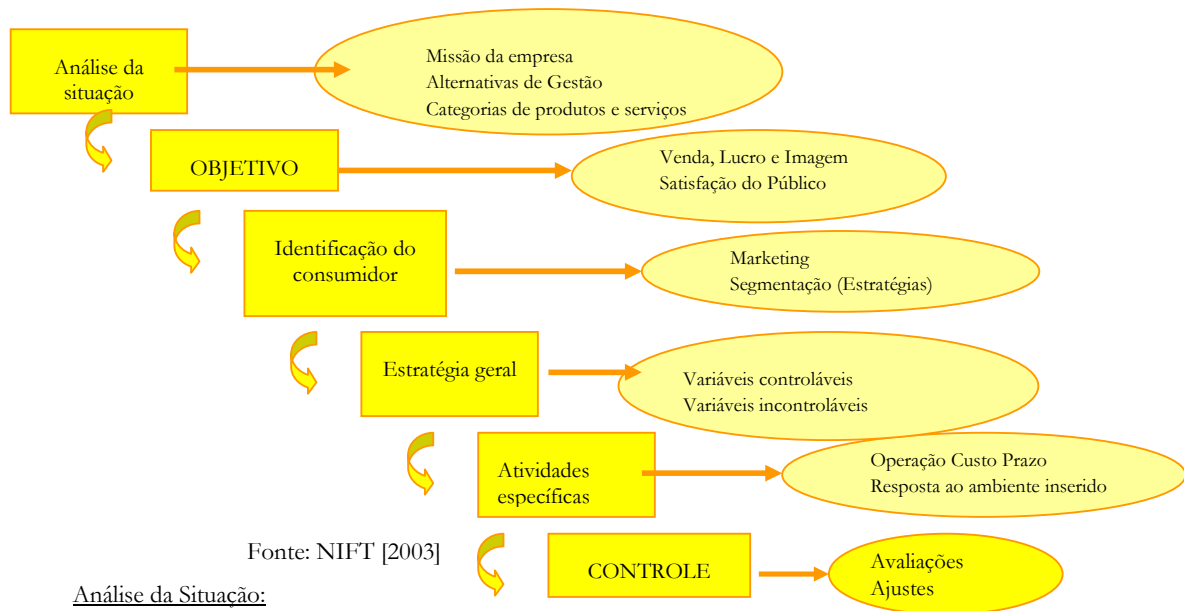 Análise da
situação
Missão da empresa
Alternativas de Gestão
Categorias de produtos e serviços
OBJETIVO
Venda, Lucro e Imagem
Satisfação do Público
Identificação do
consumidor
Marketing
Segmentação (Estratégias)
Estratégia geral
Variáveis controláveis
Variáveis incontroláveis
Atividades
específicas
Operação Custo Prazo
Resposta ao ambiente inserido
Fonte: NIFT [2003]
CONTROLE
Avaliações
Ajustes
Análise da Situação: